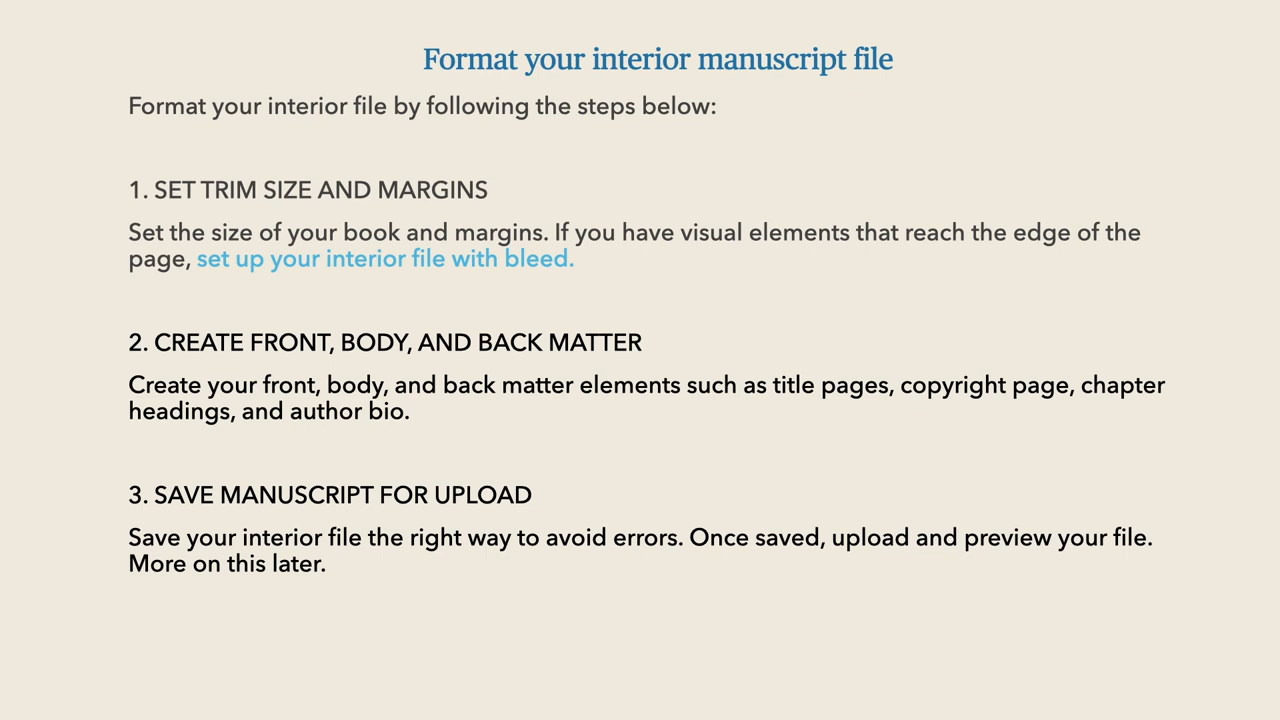 Format your interior manuscript file
Format your interior file by following the steps below:
1. SET TRIM SIZE AND MARGINS
Set the size of your book and margins. If you have visual elements that reach the edge of the
page, set up your interior file with bleed.
2. CREATE FRONT, BODY, AND BACK MATTER
Create your front, body, and back matter elements such as title pages, copyright page, chapter
headings, and author bio.
3. SAVE MANUSCRIPT FOR UPLOAD
Save your interior file the right way to avoid errors. Once saved, upload and preview your file.
More on this later.